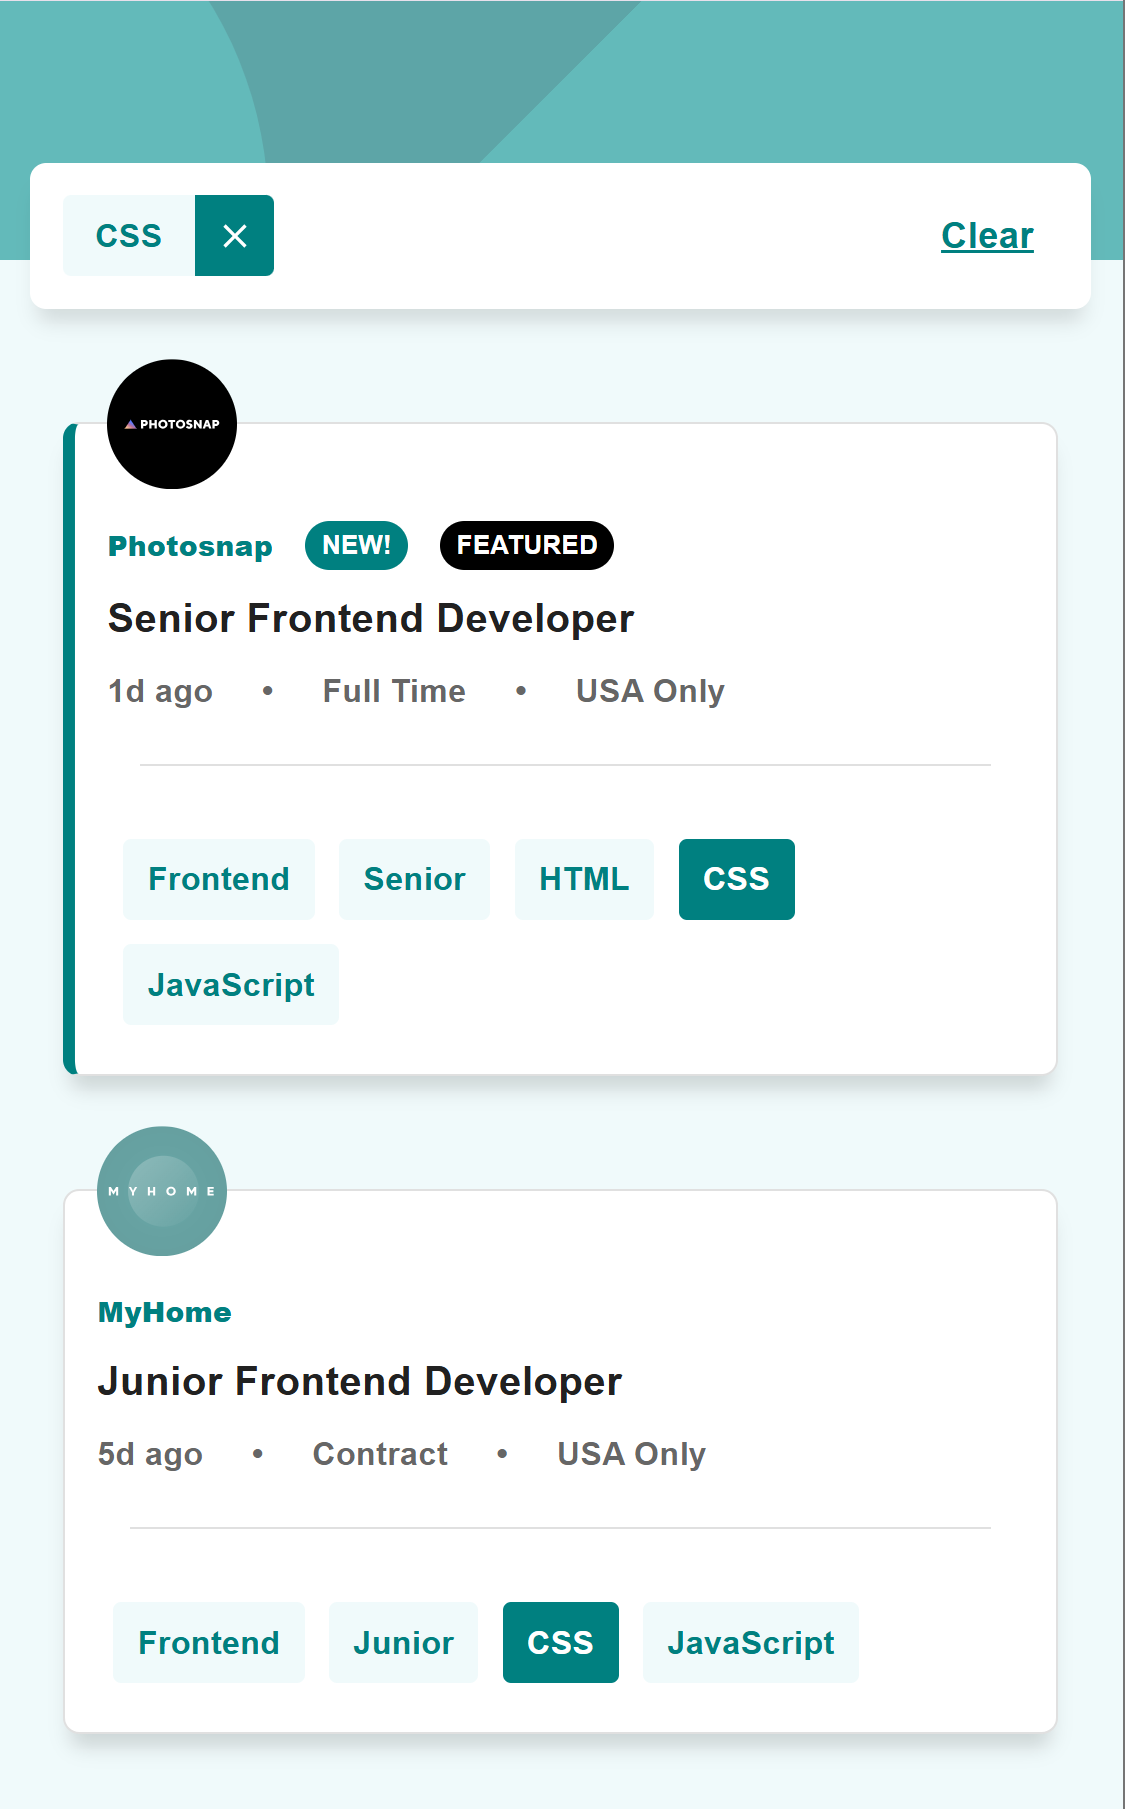 CSS
Clear
PHOTOSNAP
Photosnap NEW! FEATURED
Senior Frontend Developer
1d ago • Full Time • USA Only
Frontend Senior HTML CSS
JavaScript
MYHOME
MyHome
Junior Frontend Developer
5d ago • Contract • USA Only
Frontend Junior CSS JavaScript